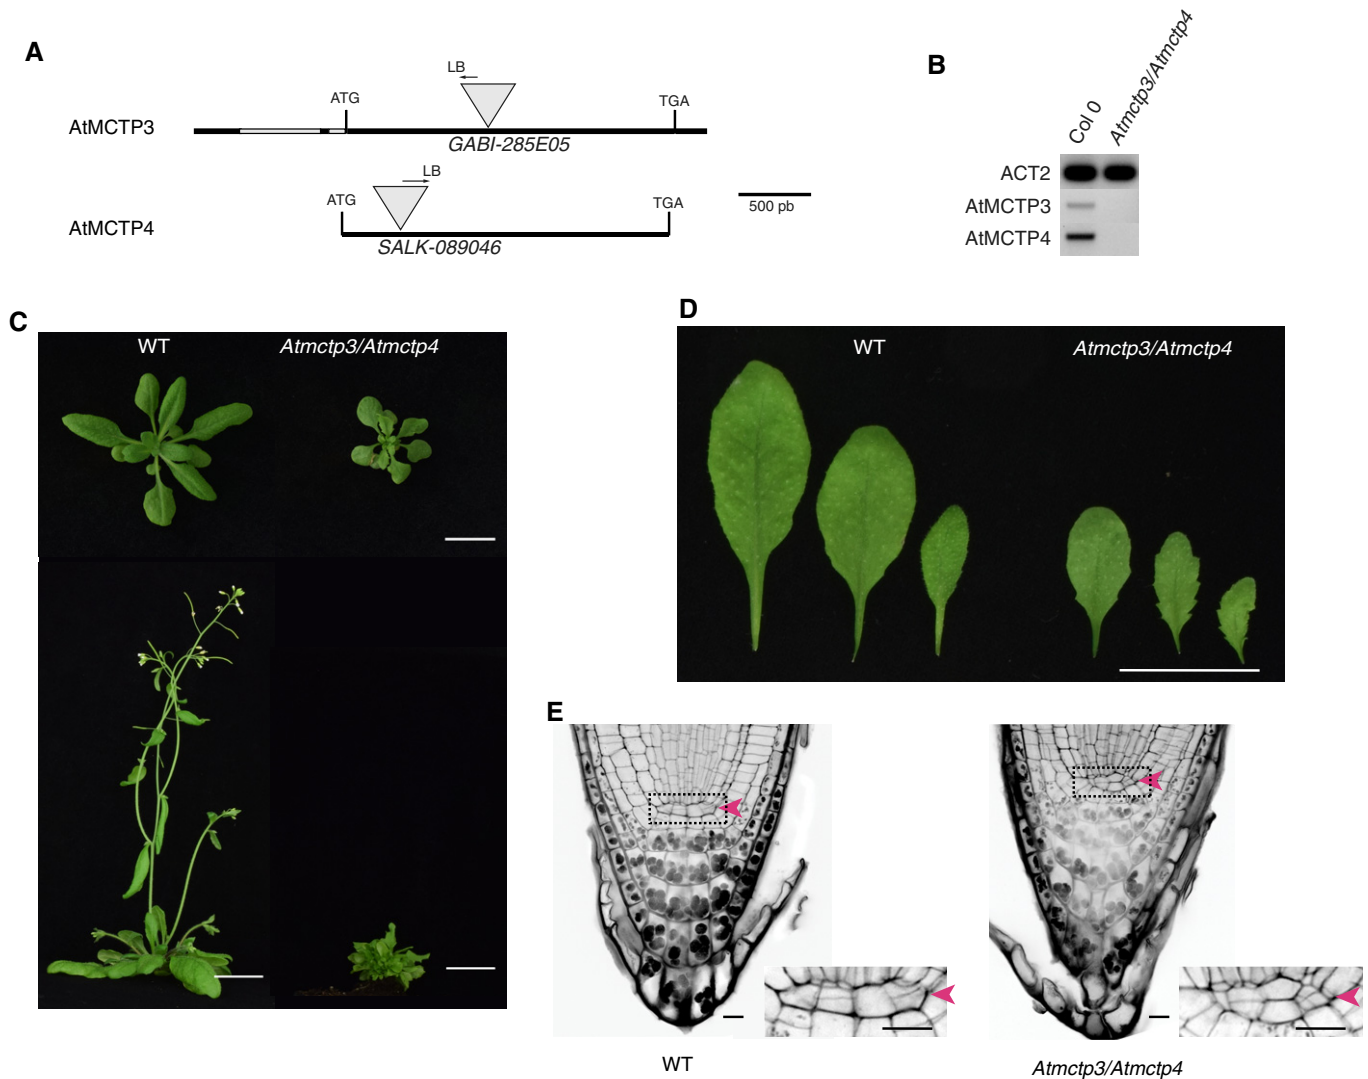 A
LB
ATG
TGA
AtMCTP3
GABI-285E05
LB
ATG
TGA
AtMCTP4
500 pb
SALK-089046
B
Col 0
Atmctp3/Atmctp4
ACT2
AtMCTP3
AtMCTP4
C
WT
Atmctp3/Atmctp4
D
WT
Atmctp3/Atmctp4
E
WT
Atmctp3/Atmctp4